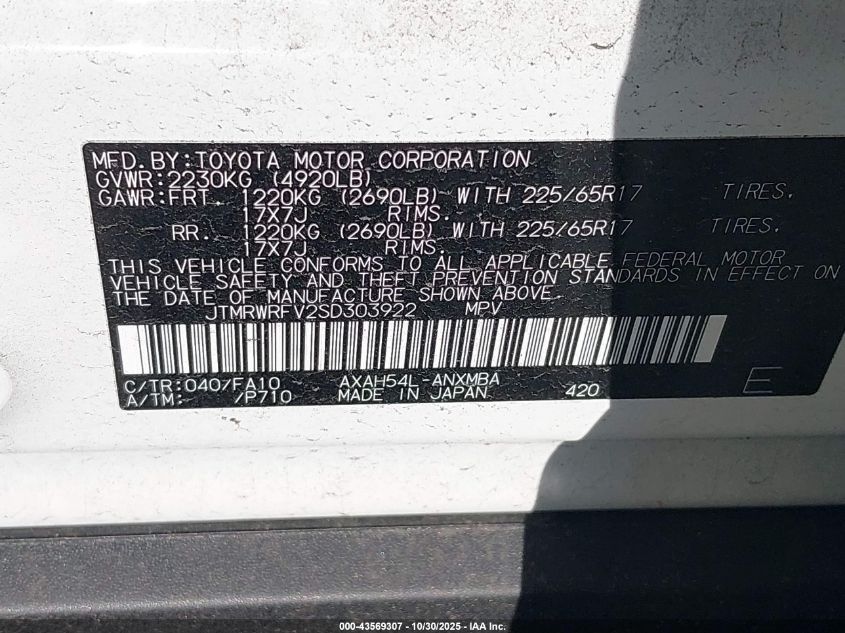 MFD. BY: TOYOTA MOTOR CORPORATION
GVWR: 2230KG (4920LB)
GAWR: FRT. 1220KG (2690LB) WITH 225/65R17 TIRES,
17X7J RIMS.
RR. 1220KG (2690LB) WITH 225/65R17 TIRES,
17X7J RIMS.
THIS VEHICLE CONFORMS TO ALL APPLICABLE FEDERAL MOTOR
VEHICLE SAFETY AND THEFT PREVENTION STANDARDS IN EFFECT ON
THE DATE OF MANUFACTURE SHOWN ABOVE.
JTMRWRFV2SD303922 MPV
C/TR: 040/FA10 AXAH54L-ANXMBA
A/TM: /P710 MADE IN JAPAN 420 E
000-43569307 - 10/30/2025 - IAA Inc.